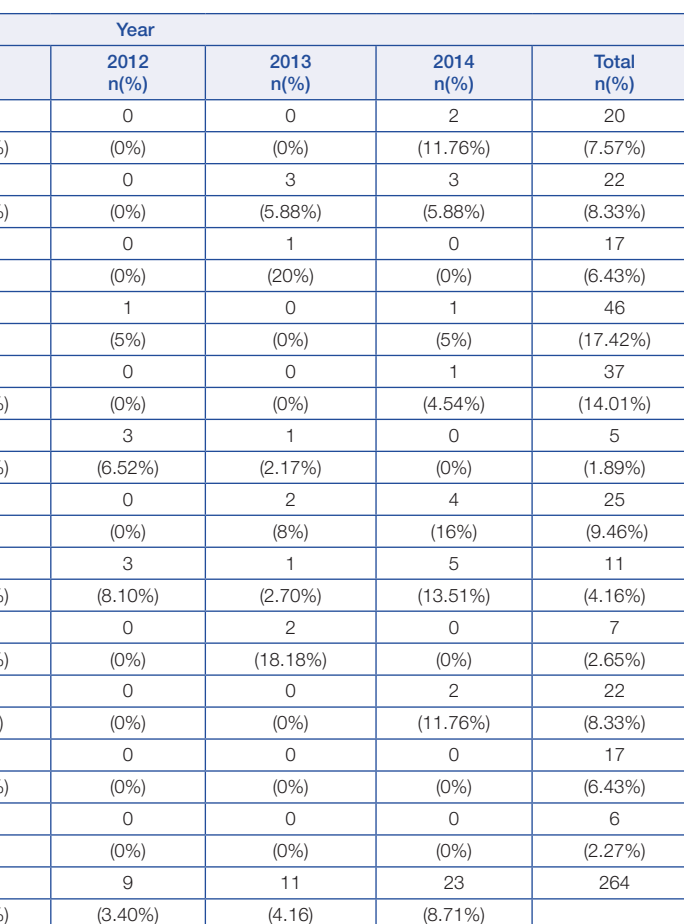 Year
2012 2013 2014 Total
n(%) n(%) n(%) n(%)
0 0 2 20
%) (0%) (0%) (11.76%) (7.57%)
0 3 3 22
%) (0%) (5.88%) (5.88%) (8.33%)
0 1 0 17
(0%) (20%) (0%) (6.43%)
1 0 1 46
(5%) (0%) (5%) (17.42%)
0 0 1 37
%) (0%) (0%) (4.54%) (14.01%)
3 1 0 5
%) (6.52%) (2.17%) (0%) (1.89%)
0 2 4 25
(0%) (8%) (16%) (9.46%)
3 1 5 11
%) (8.10%) (2.70%) (13.51%) (4.16%)
0 2 0 7
%) (0%) (18.18%) (0%) (2.65%)
0 0 2 22
) (0%) (0%) (11.76%) (8.33%)
0 0 0 17
%) (0%) (0%) (0%) (6.43%)
0 0 0 6
(0%) (0%) (0%) (2.27%)
9 11 23 264
%) (3.40%) (4.16) (8.71%)